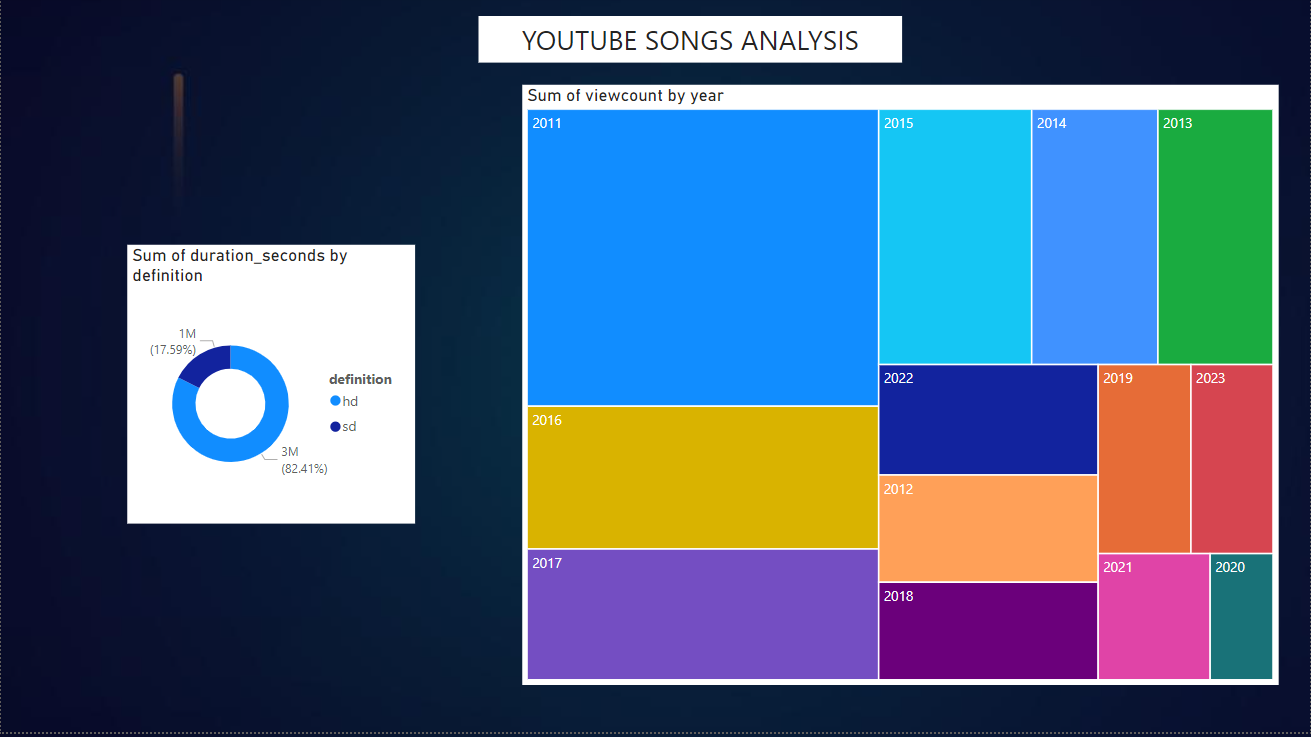 YOUTUBE SONGS ANALYSIS
Sum of viewcount by year
2011
2015
2014
2013
2016
2022
2019
2023
2012
2017
2021
2020
2018
Sum of duration_seconds by
definition
1M
(17.59%)
definition
hd
sd
3M
(82.41%)